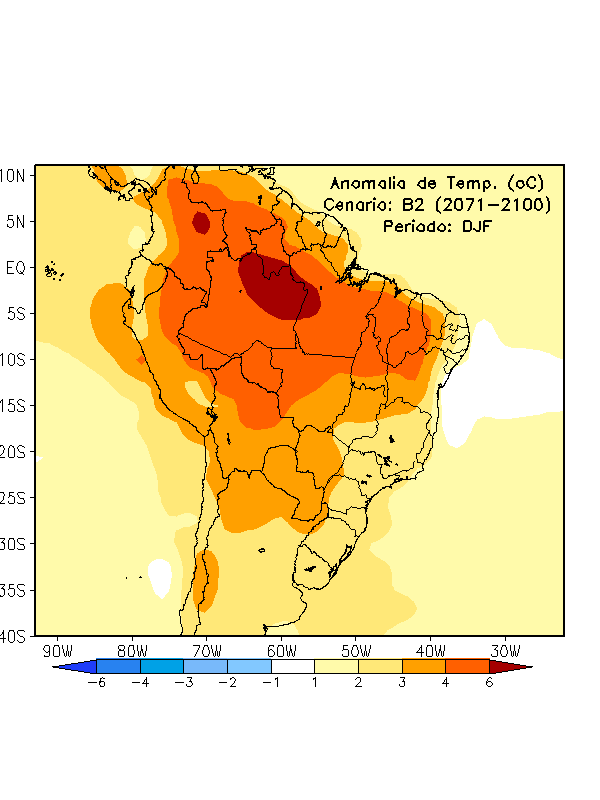 Anomalia de Temp. (oC)
Cenario: B2 (2071-2100)
Periodo: DJF
10N
5N
EQ
5S
10S
15S
20S
25S
30S
35S
40S
90W 80W 70W 60W 50W 40W 30W
-6 -4 -3 -2 -1 1 2 3 4 6